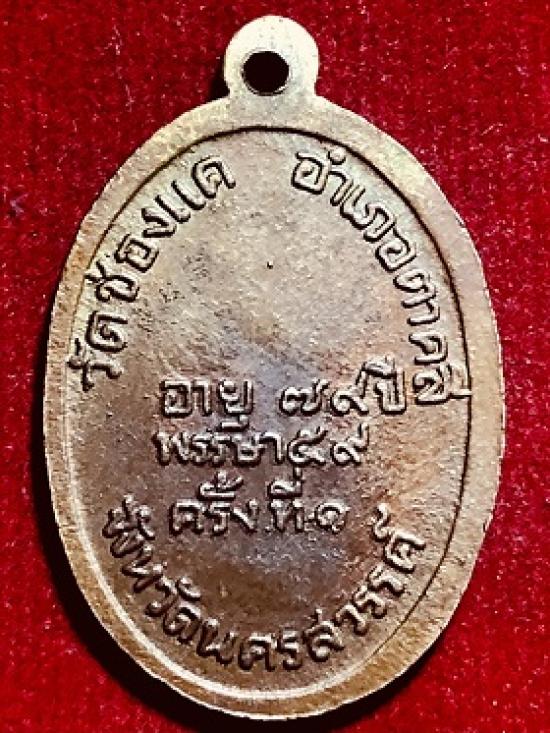 วัดช่องแค อำเภอตาคลี
อายุ ๗๙ ปี
พรรษา ๕๙
ครั้งที่ ๑
จังหวัดนครสวรรค์